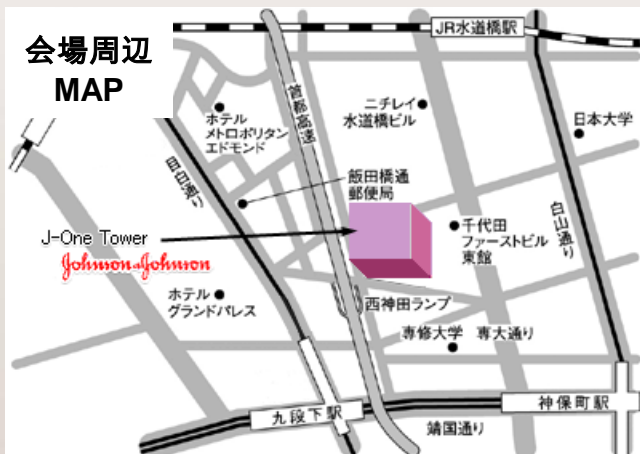 会場周辺
MAP
JR水道橋駅
首都高速
ニチレイ
水道橋ビル
日本大学
ホテル
メトロポリタン
エドモンド
目白通り
飯田橋通
郵便局
白山通り
J-One Tower
Johnson&Johnson
千代田
ファーストビル
東館
ホテル
グランドパレス
西神田ランプ
専修大学 専大通り
九段下駅
神保町駅
靖国通り